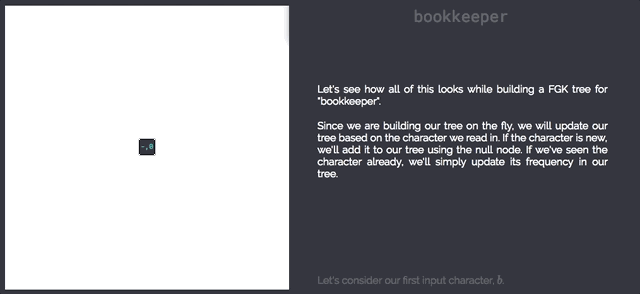 bookkeeper
-,0
Let's see how all of this looks while building a FGK tree for
"bookkeeper".
Since we are building our tree on the fly, we will update our
tree based on the character we read in. If the character is new,
we'll add it to our tree using the null node. If we've seen the
character already, we'll simply update its frequency in our
tree.
Let's consider our first input character, b.